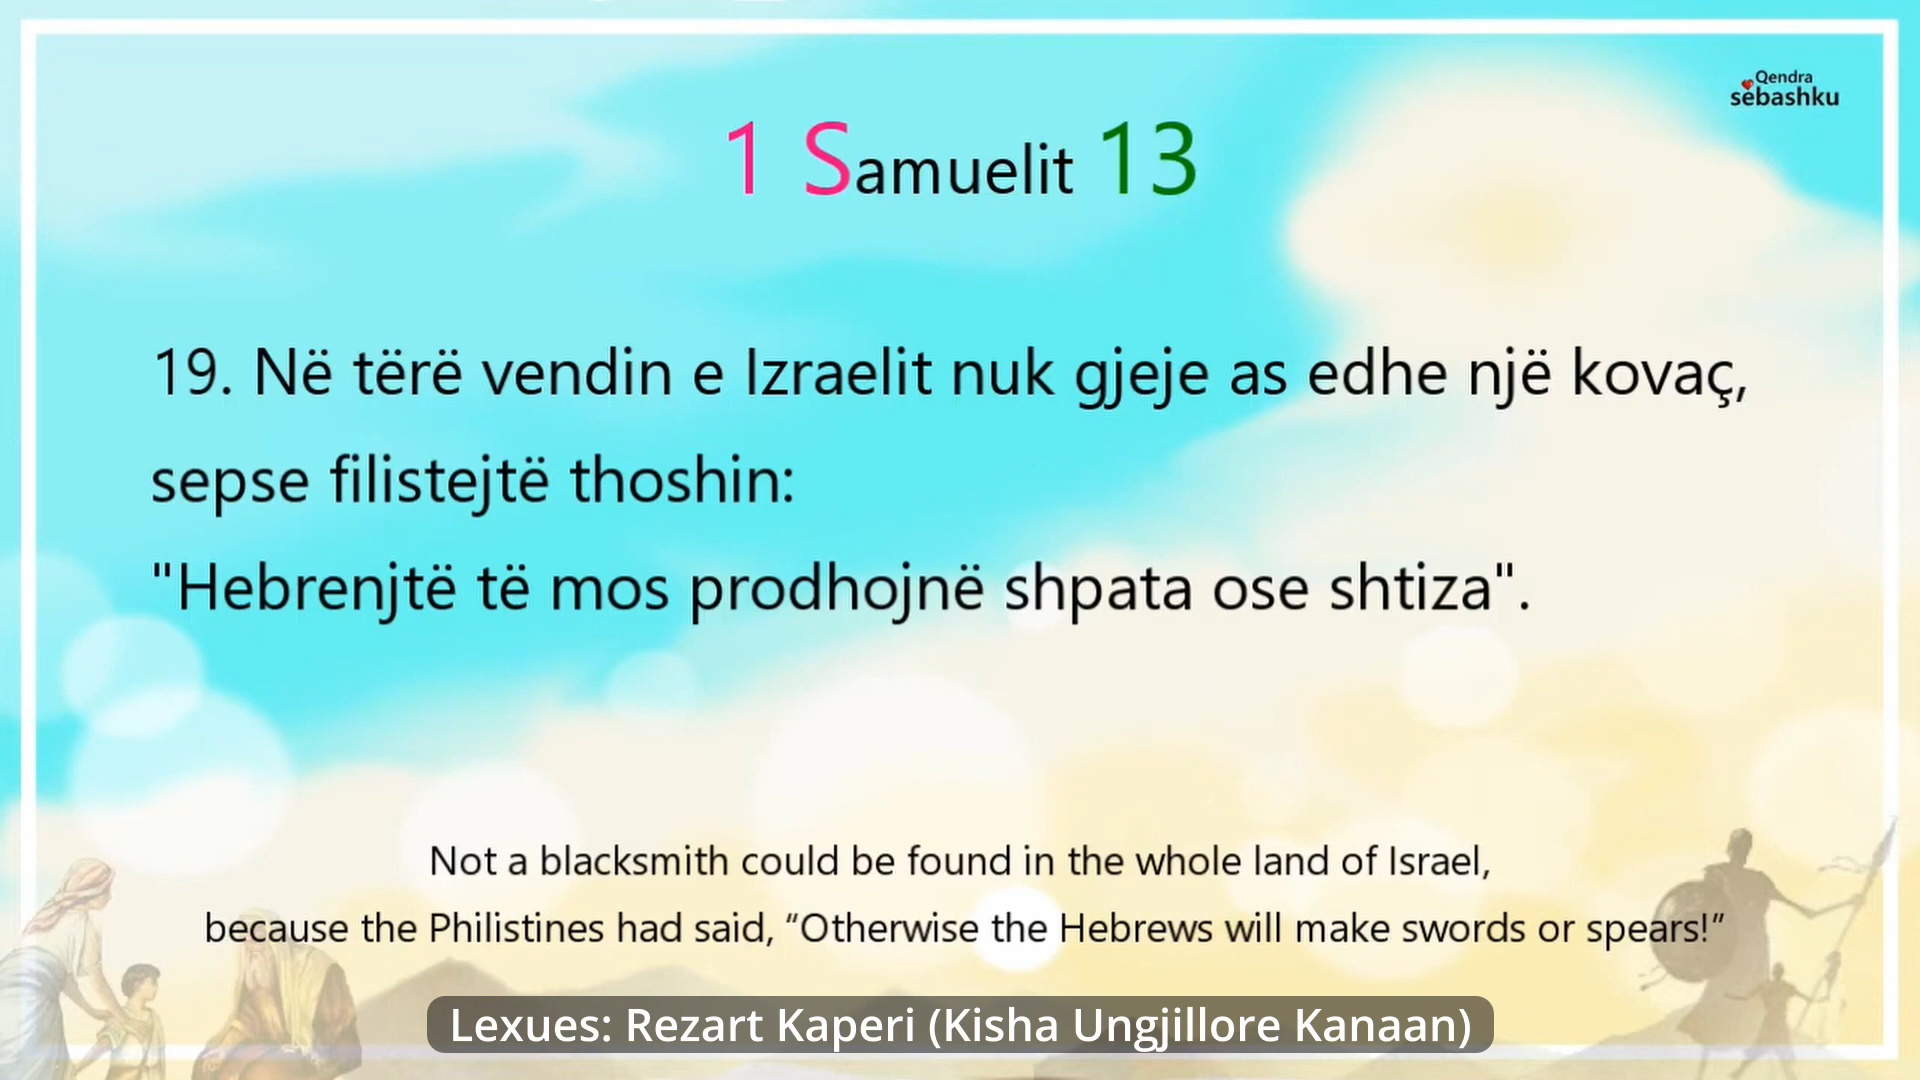 Qendra
sëbashku
1 Samuelit 13
19. Në tërë vendin e Izraelit nuk gjeje as edhe një kovaç,
sepse filistejtë thoshin:
"Hebrenjtë të mos prodhojnë shpata ose shtiza".
Not a blacksmith could be found in the whole land of Israel,
because the Philistines had said, “Otherwise the Hebrews will make swords or spears!”
Lexues: Rezart Kaperi (Kisha Ungjillore Kanaan)